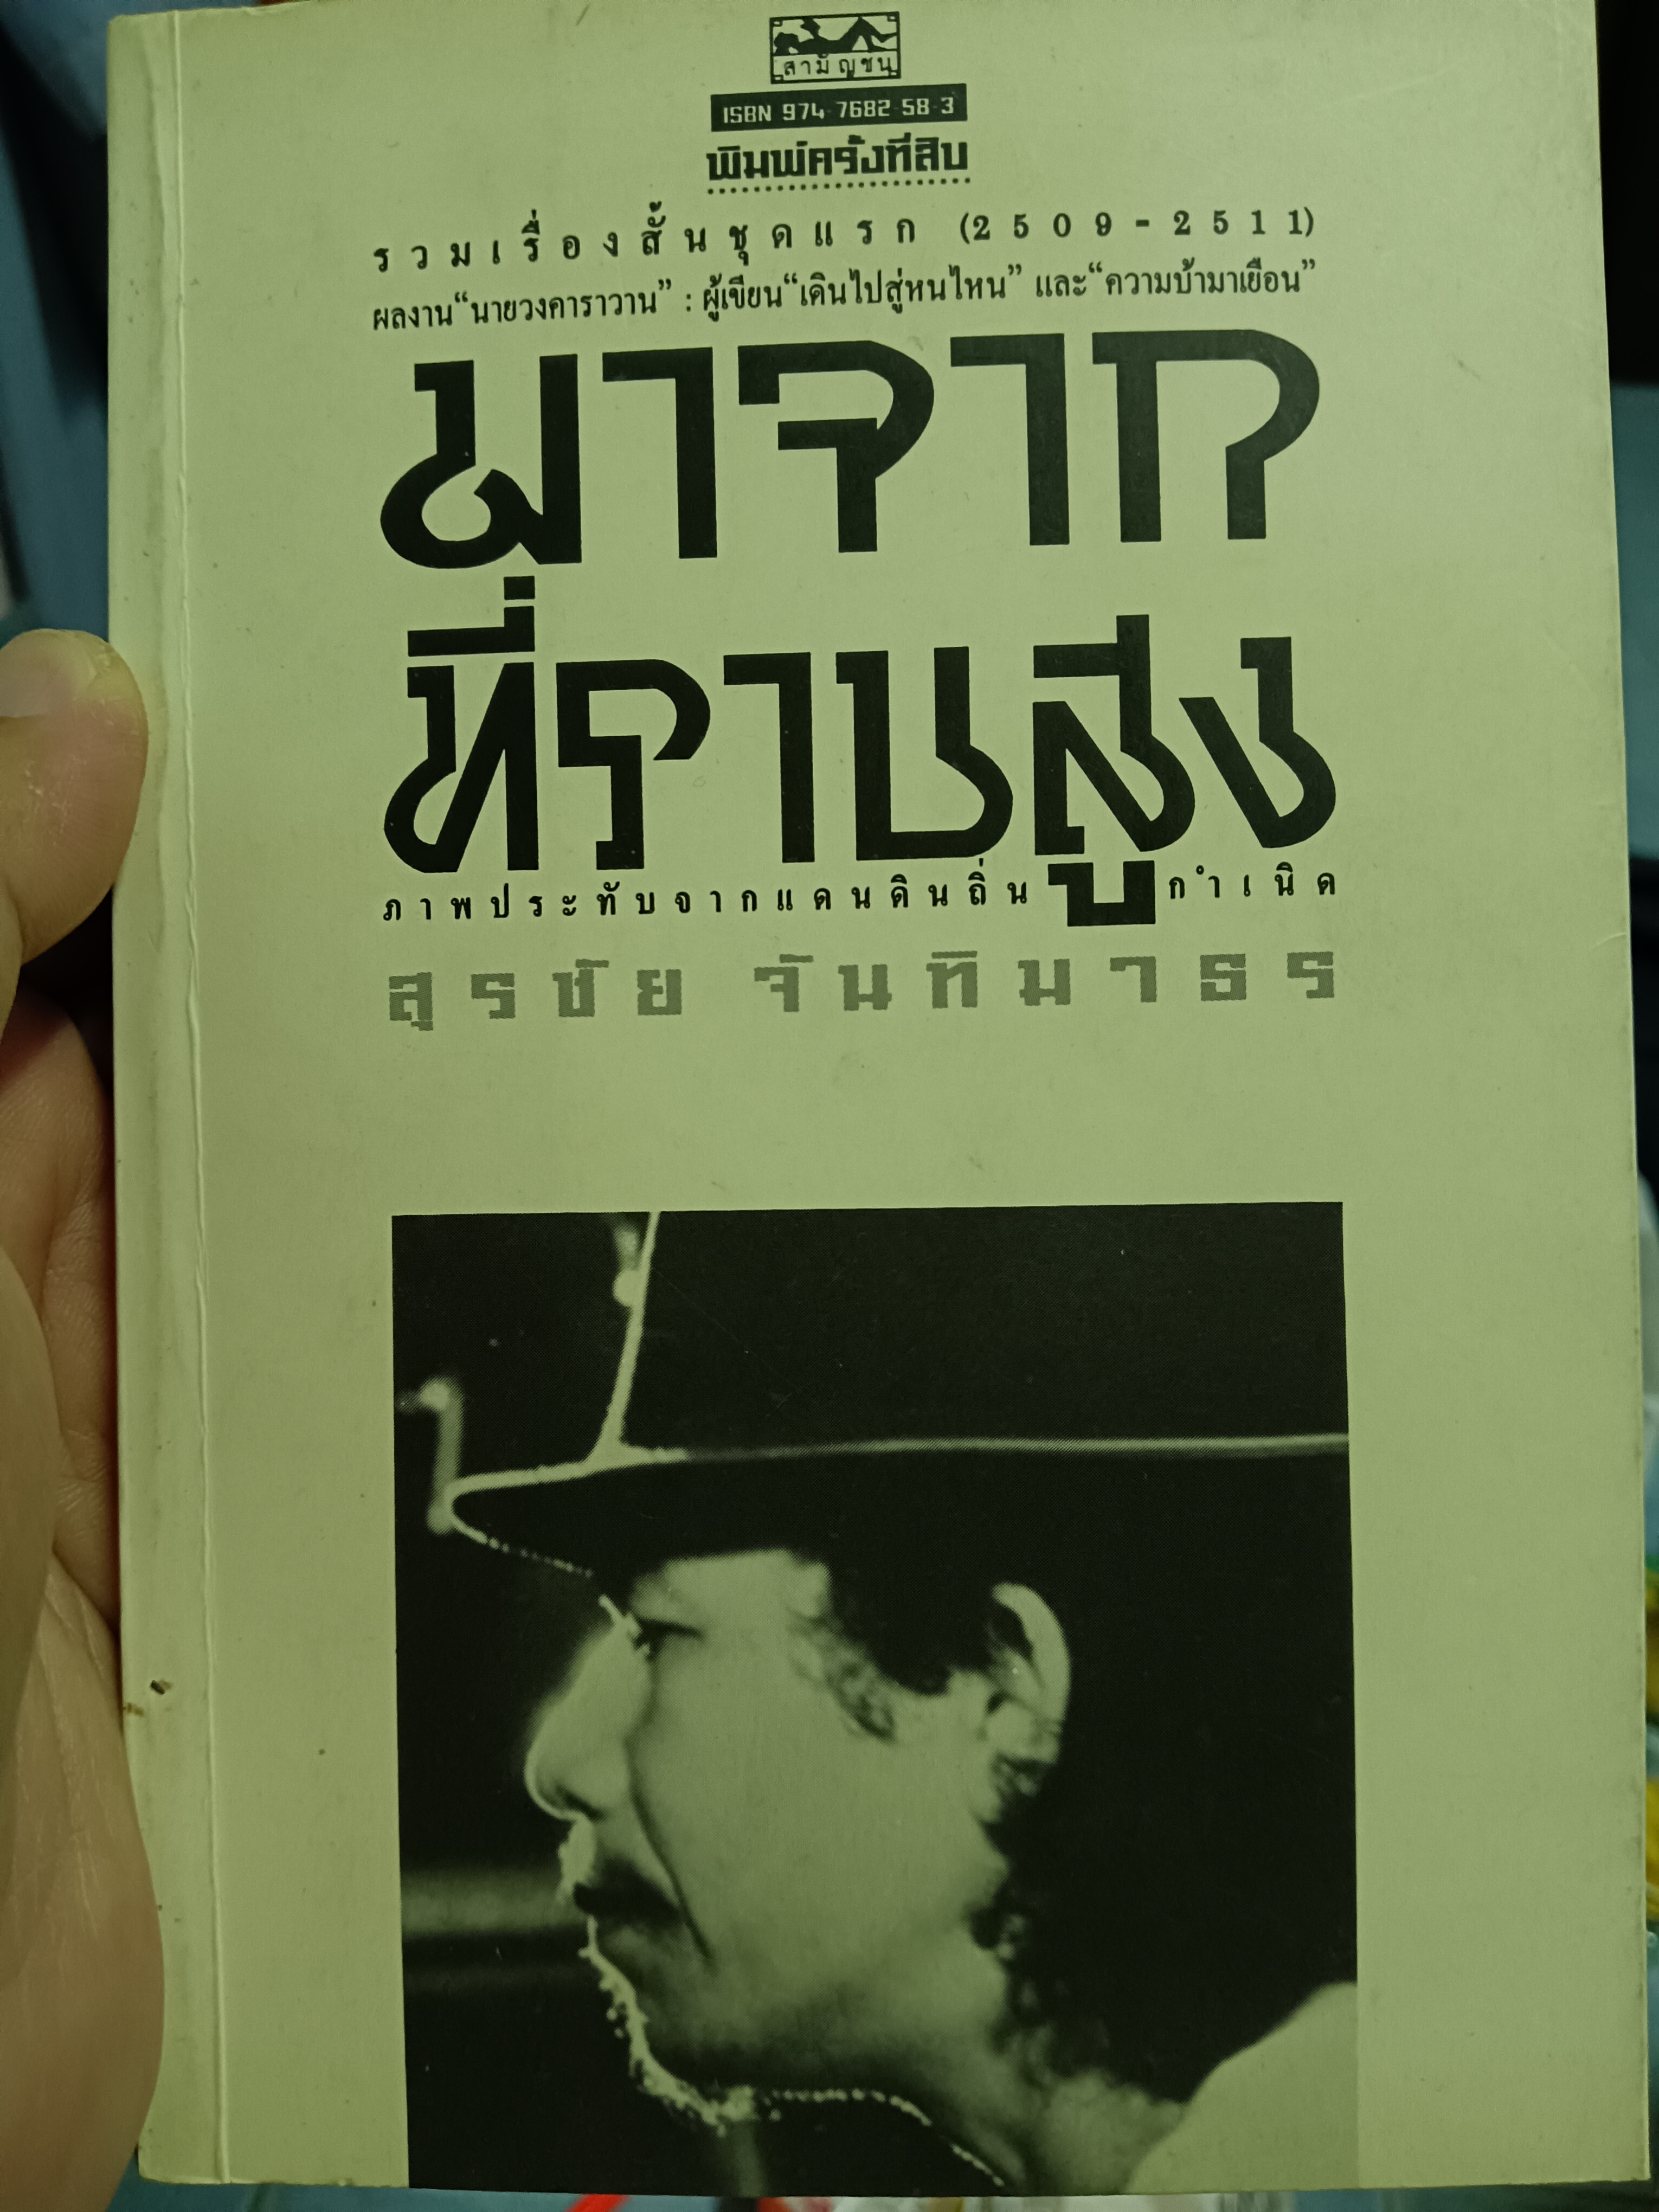 สามัญชน
ISBN 974-7682-58-3
พิมพ์ครั้งที่สิบ
รวมเรื่องสั้นชุดแรก (2509-2511)
ผลงาน“นายวงคาราวาน” : ผู้เขียน“เดินไปสู่หนไหน” และ“ความบ้ามาเยือน”
มาจาก
ที่ราบสูง
ภาพประทับจากแดนดินถิ่นกำเนิด
สุรชัย จันทิมาธร